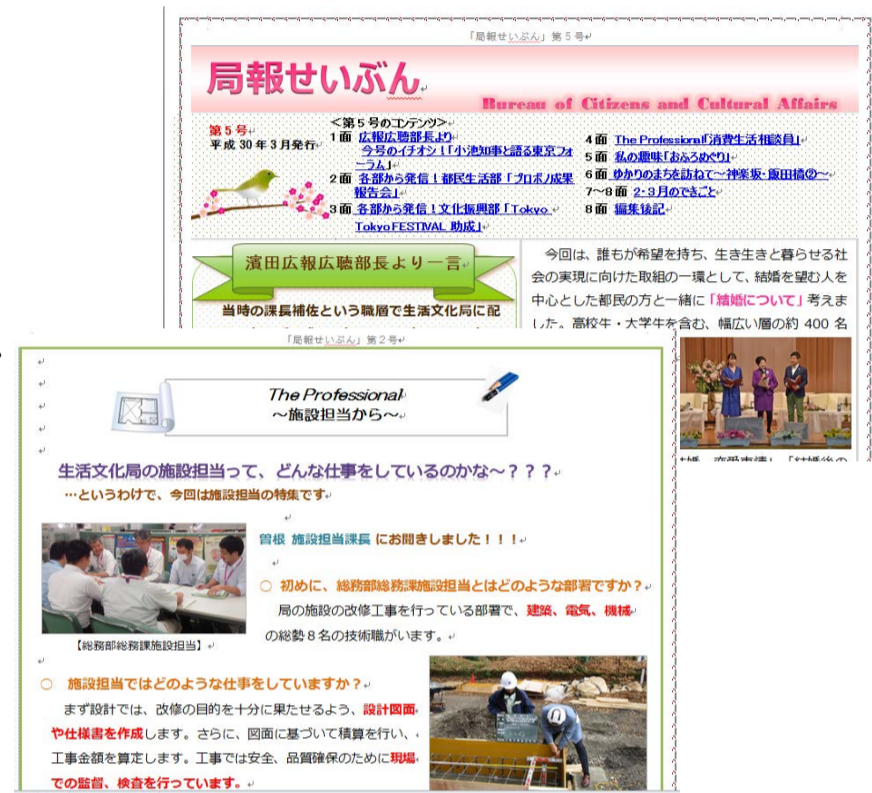 「局報せいぶん」第5号
局報せいぶん
Bureau of Citizens and Cultural Affairs
第5号
平成30年3月発行
<第5号のコンテンツ>
1面 広報広聴部長より
今号のイチオシ!「小池知事と語る東京フォーラム」
2面 各部から発信!都民生活部「プロボノ成果報告会」
3面 各部から発信!文化振興部「Tokyo Tokyo FESTIVAL 助成」
4面 The Professional「消費生活相談員」
5面 私の趣味「おふろめぐり」
6面 ゆかりのまちを訪ねて~神楽坂・飯田橋②~
7~8面 2・3月のできごと
8面 編集後記
濱田広報広聴部長より一言
当時の課長補佐という職層で生活文化局に配
今回は、誰もが希望を持ち、生き生きと暮らせる社
会の実現に向けた取組の一環として、結婚を望む人を
中心とした都民の方と一緒に「結婚について」考えま
した。高校生・大学生を含む、幅広い層の約 400 名
「局報せいぶん」第2号
The Professional
~施設担当から~
生活文化局の施設担当って、どんな仕事をしているのかな~???
…というわけで、今回は施設担当の特集です
曽根 施設担当課長 にお聞きしました!!!
○ 初めに、総務部総務課施設担当とはどのような部署ですか?
局の施設の改修工事を行っている部署で、建築、電気、機械
の総勢8名の技術職がいます。
【総務部総務課施設担当】
○ 施設担当ではどのような仕事をしていますか?
まず設計では、改修の目的を十分に果たせるよう、設計図面
や仕様書を作成します。さらに、図面に基づいて積算を行い、
工事金額を算定します。工事では安全、品質確保のために現場
での監督、検査を行っています。